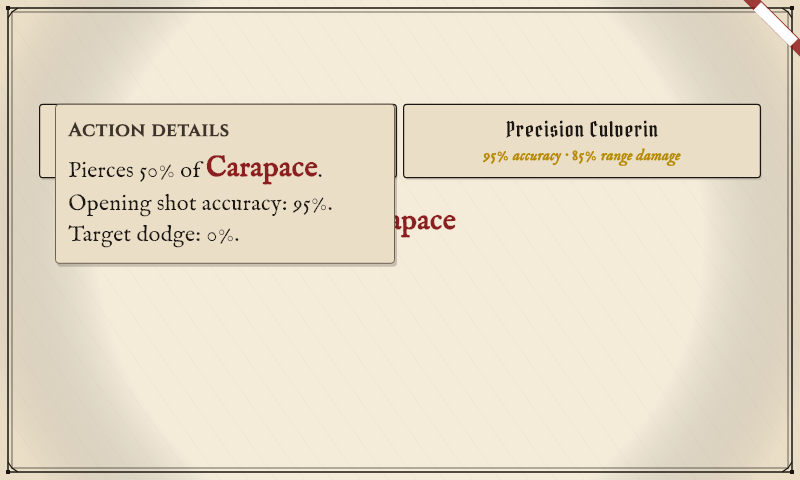 Action details
Pierces 50% of Carapace.
Opening shot accuracy: 95%.
Target dodge: 0%.
Precision Culverin
95% accuracy · 85% range damage